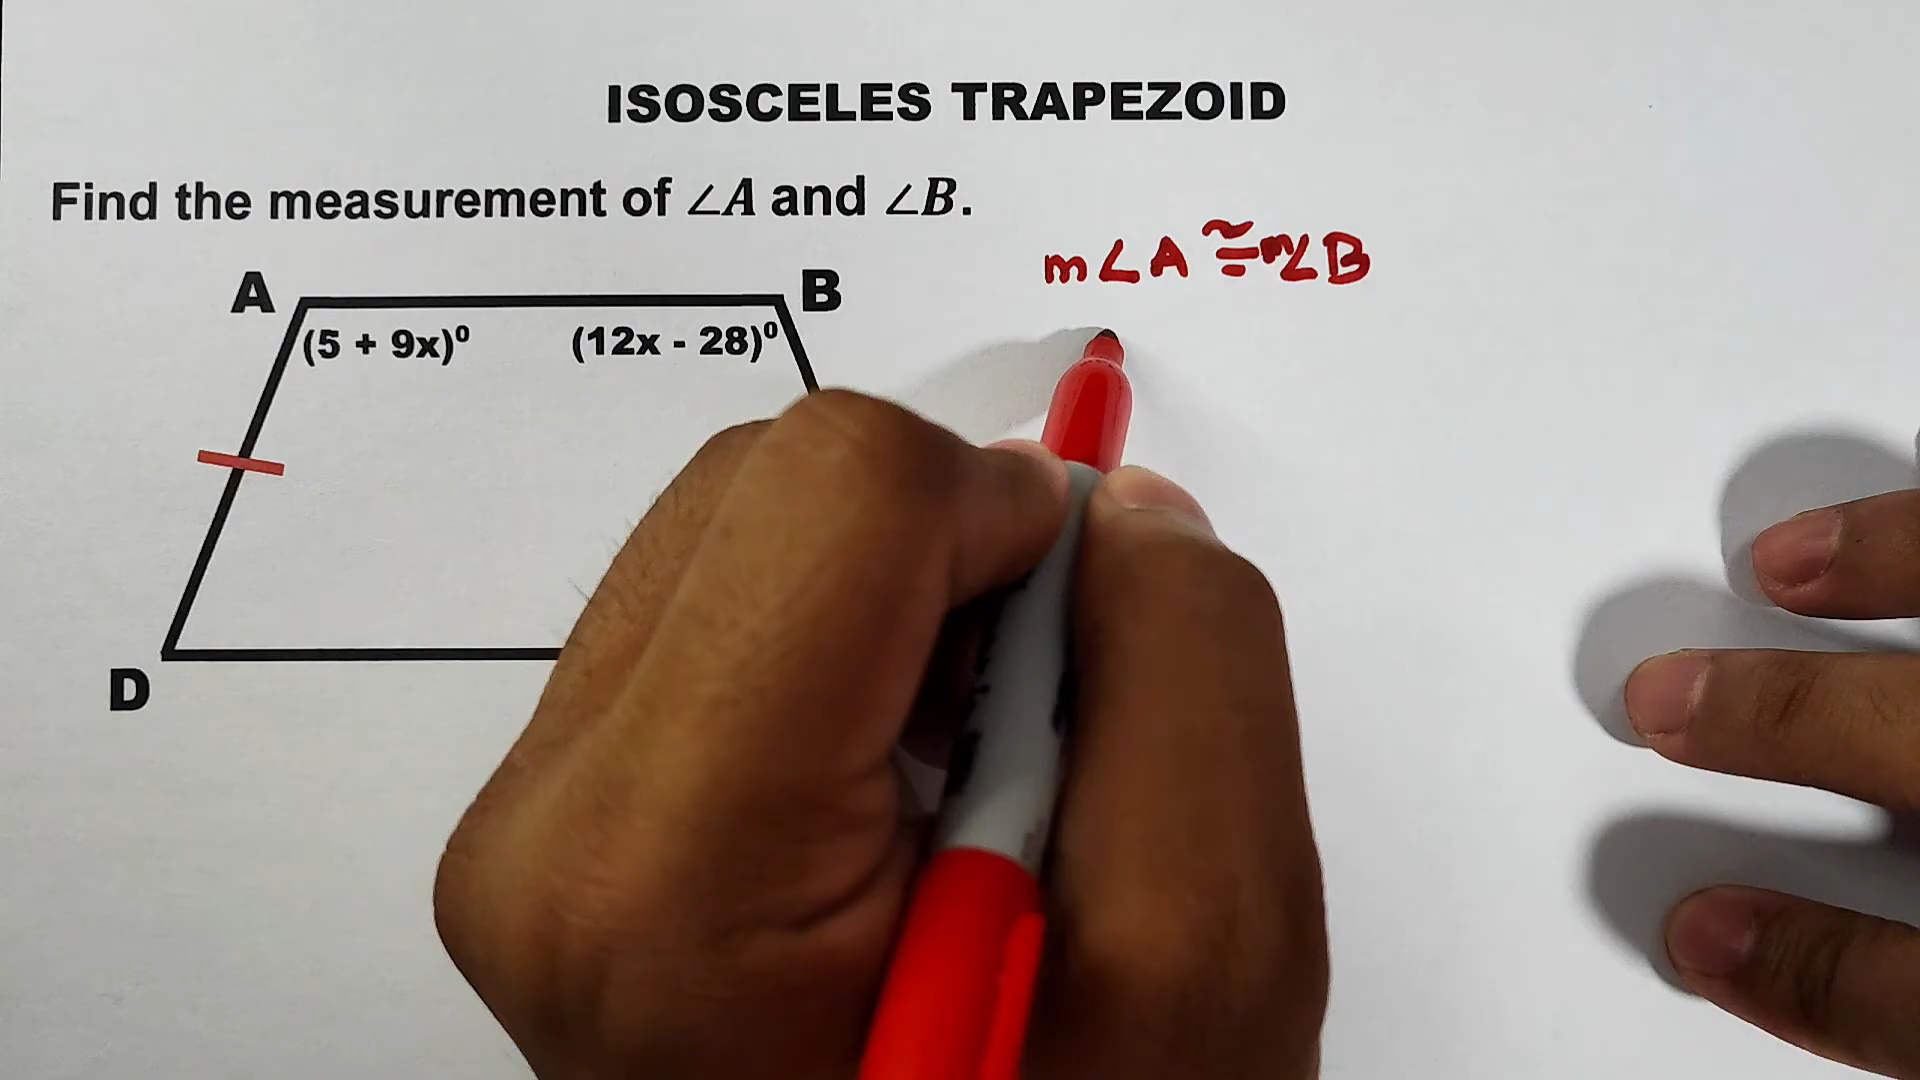 ISOSCELES TRAPEZOID
Find the measurement of ∠A and ∠B.
m∠A ≅ m∠B
A
B
(5 + 9x)⁰
(12x - 28)⁰
D